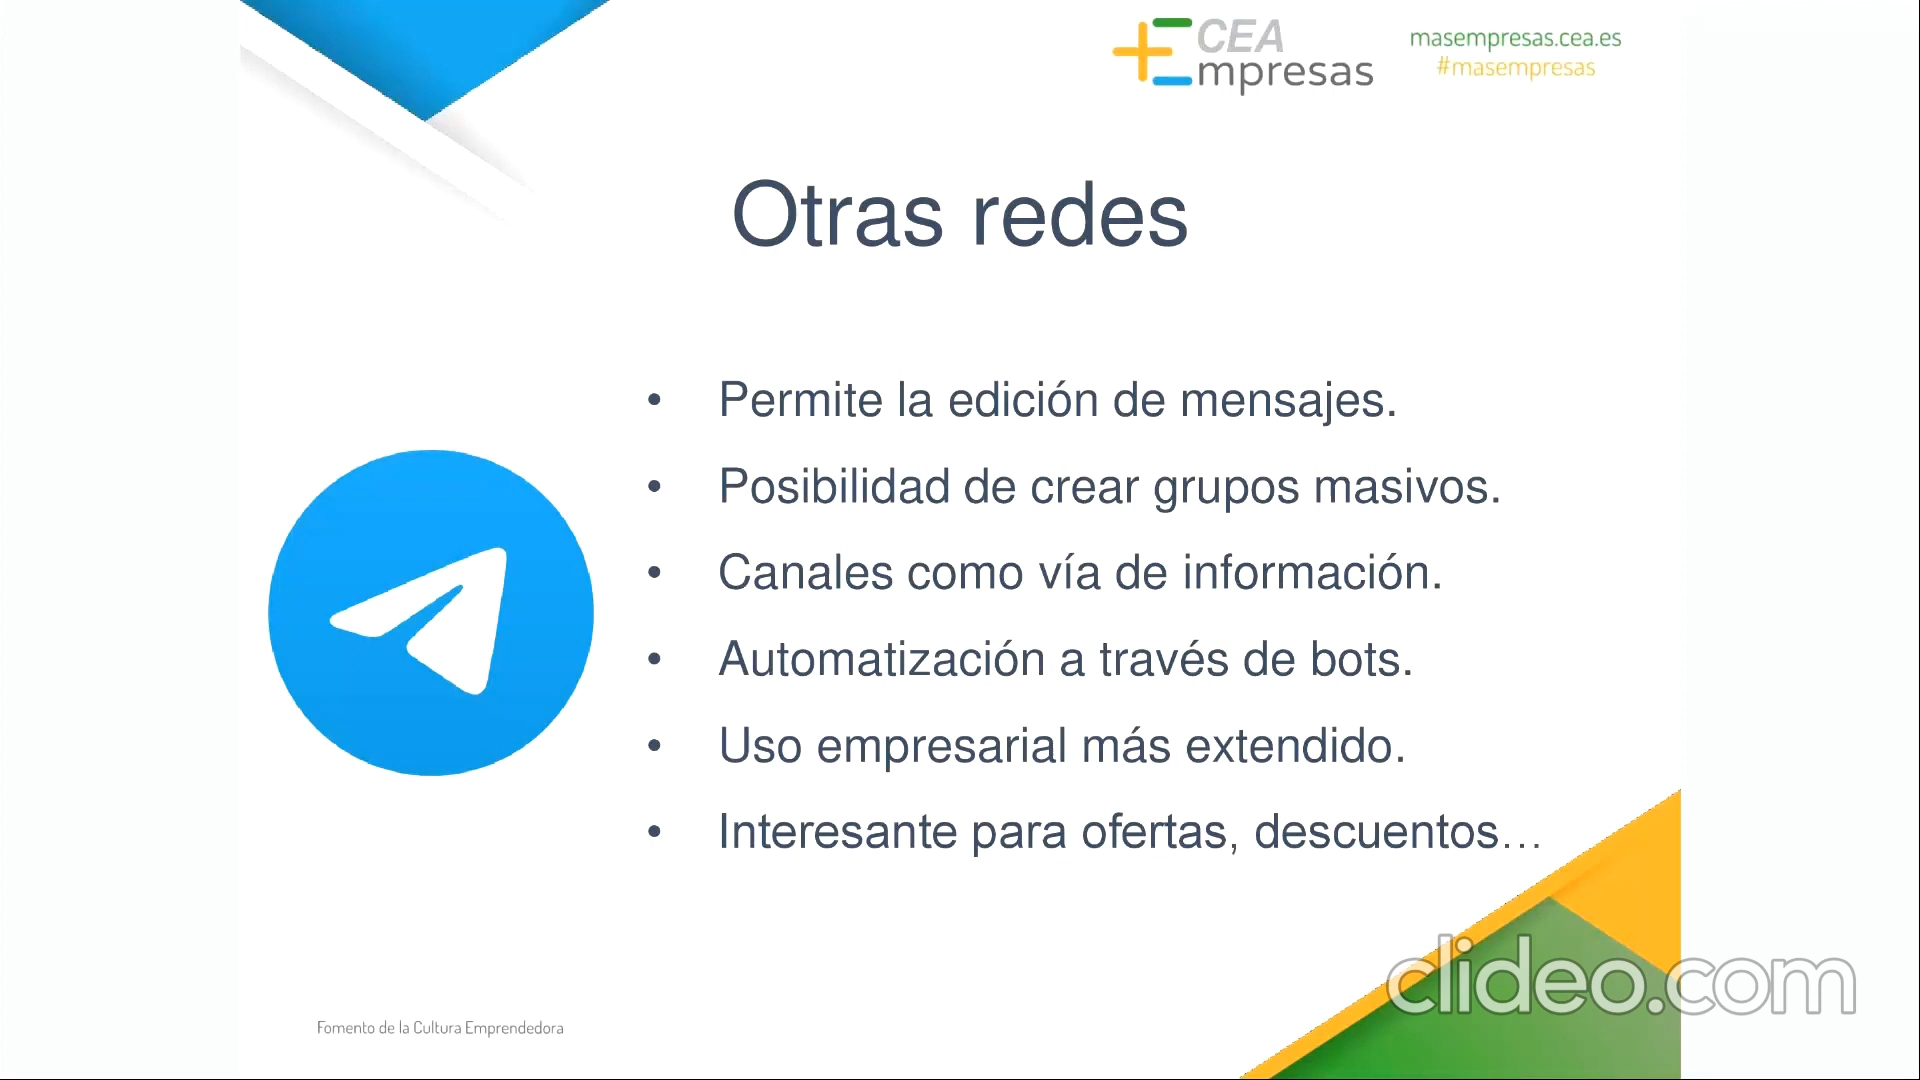 CEA
Empresas
masempresas.cea.es
#masempresas
Otras redes
• Permite la edición de mensajes.
• Posibilidad de crear grupos masivos.
• Canales como vía de información.
• Automatización a través de bots.
• Uso empresarial más extendido.
• Interesante para ofertas, descuentos…
clideo.com
Fomento de la Cultura Emprendedora